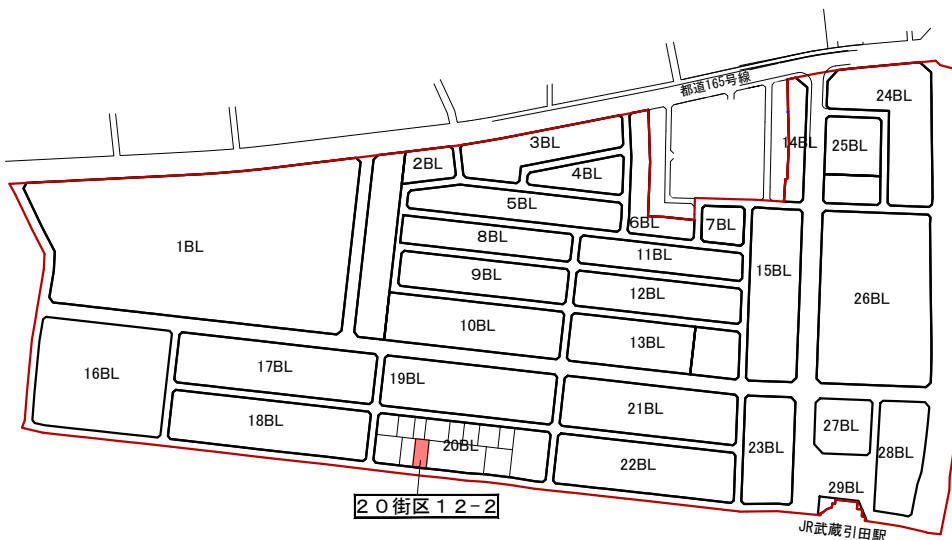 都道165号線
24BL
3BL
14BL
25BL
2BL
4BL
5BL
6BL
7BL
1BL
8BL
11BL
9BL
15BL
12BL
26BL
10BL
13BL
17BL
16BL
19BL
21BL
18BL
27BL
20BL
23BL
28BL
22BL
29BL
20街区12-2
JR武蔵引田駅